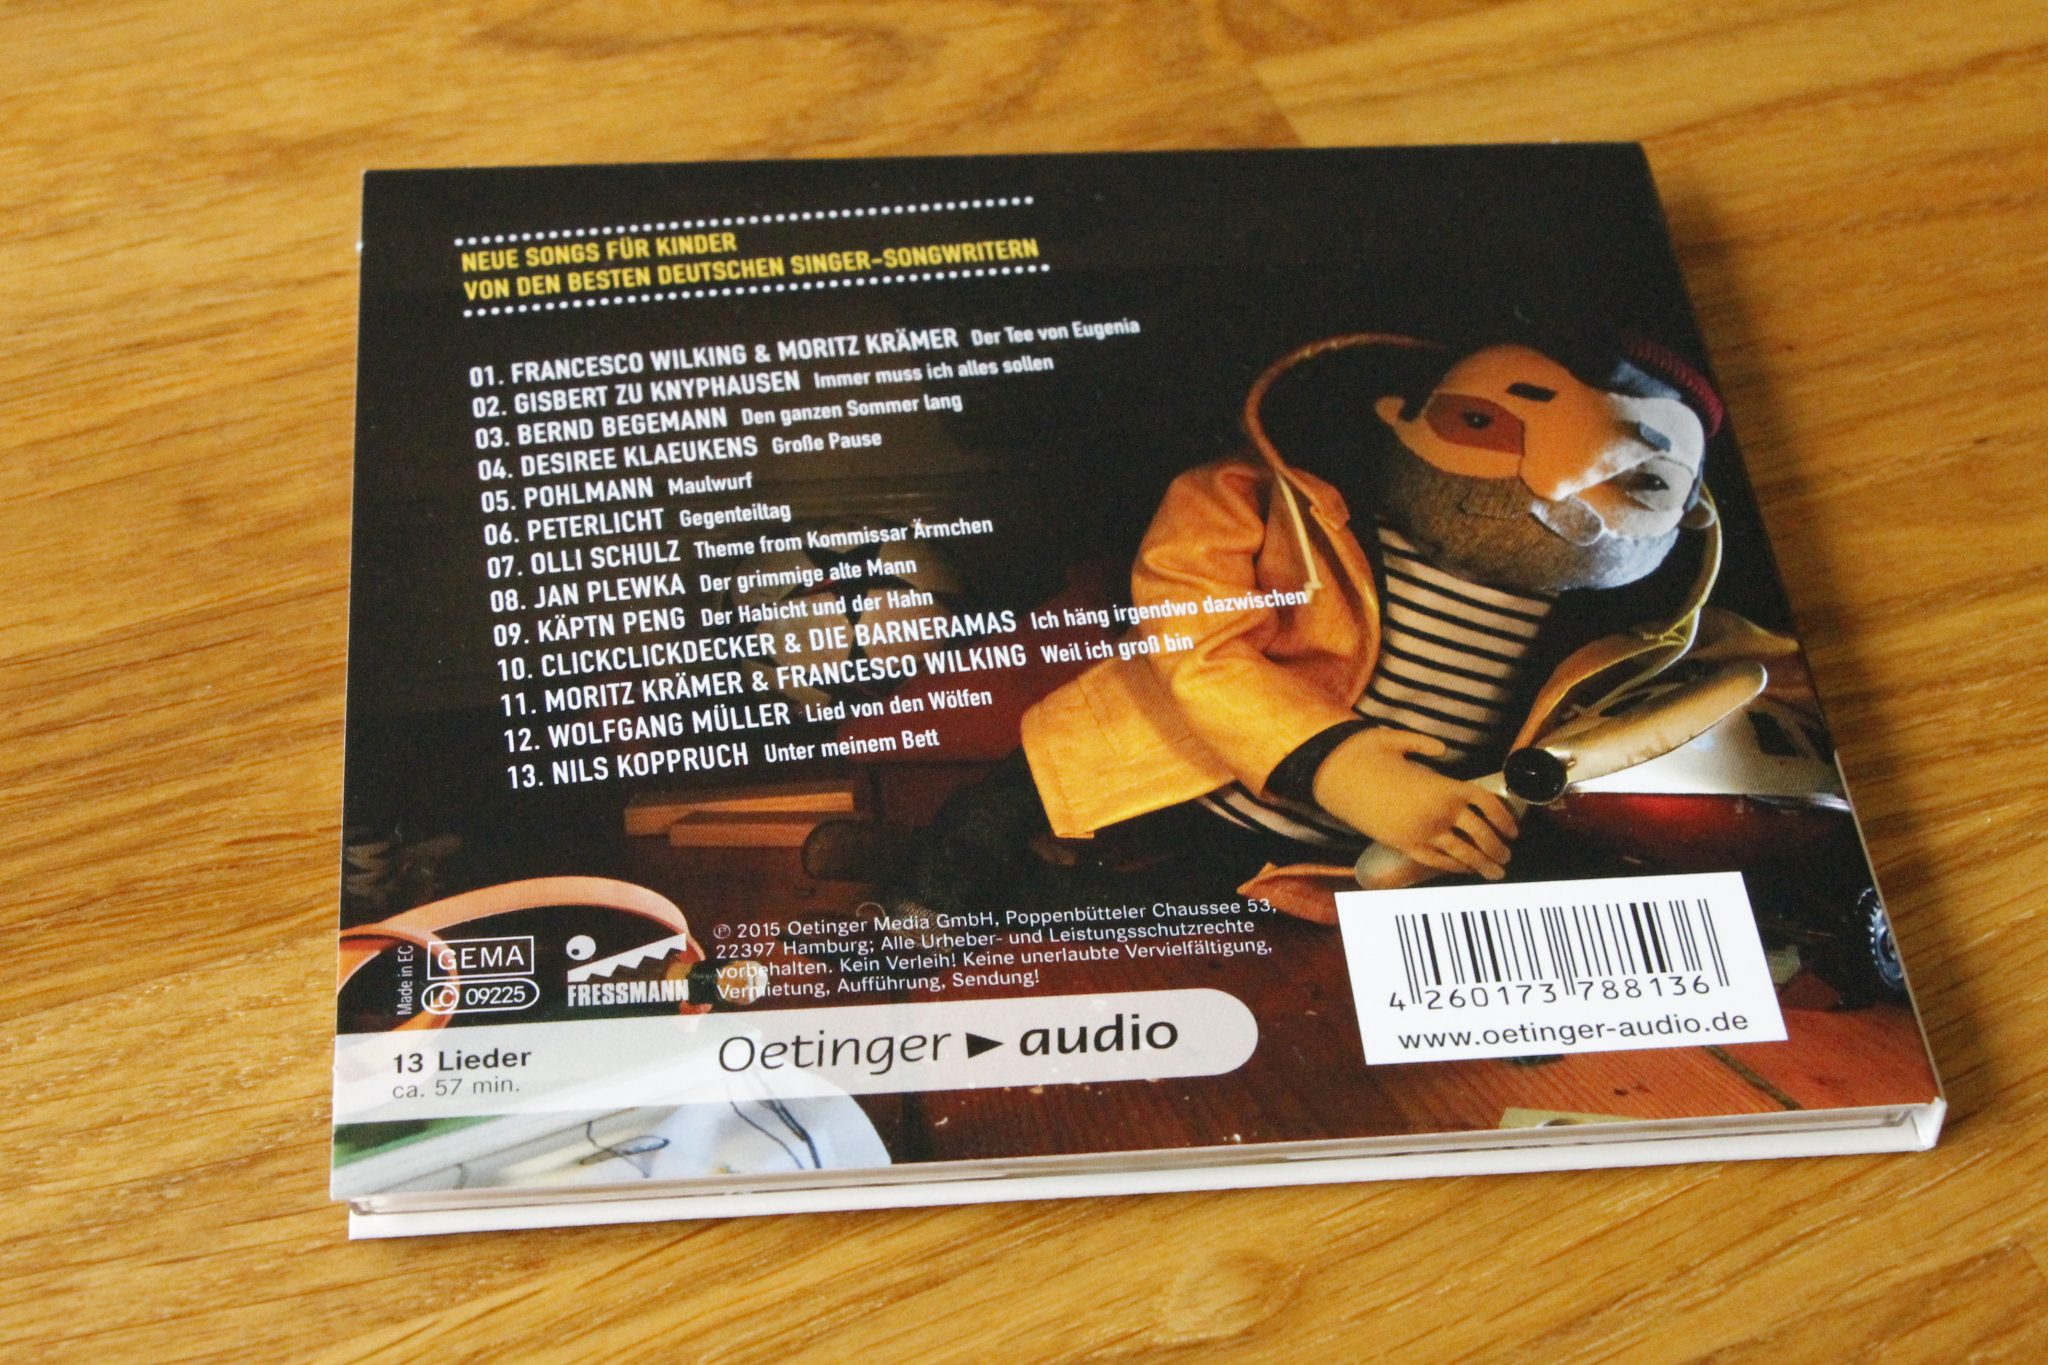 NEUE SONGS FÜR KINDER
VON DEN BESTEN DEUTSCHEN SINGER-SONGWRITERN
01. FRANCESCO WILKING & MORITZ KRÄMER Der Tee von Eugenia
02. GISBERT ZU KNYPHAUSEN Immer muss ich alles sollen
03. BERND BEGEMANN Den ganzen Sommer lang
04. DESIREE KLAEUKENS Große Pause
05. POHLMANN Maulwurf
06. PETERLICHT Gegenteiltag
07. OLLI SCHULZ Theme from Kommissar Ärmchen
08. JAN PLEWKA Der grimmige alte Mann
09. KÄPTN PENG Der Habicht und der Hahn
10. CLICKCLICKDECKER & DIE BARNERAMAS Ich häng irgendwo dazwischen
11. MORITZ KRÄMER & FRANCESCO WILKING Weil ich groß bin
12. WOLFGANG MÜLLER Lied von den Wölfen
13. NILS KOPPRUCH Unter meinem Bett
Made in EC
GEMA
LC 09225
FRESSMANN
℗ 2015 Oetinger Media GmbH, Poppenbütteler Chaussee 53,
22397 Hamburg; Alle Urheber- und Leistungsschutzrechte
vorbehalten. Kein Verleih! Keine unerlaubte Vervielfältigung,
Vermietung, Aufführung, Sendung!
4 260173 788136
www.oetinger-audio.de
13 Lieder
ca. 57 min.
Oetinger ► audio